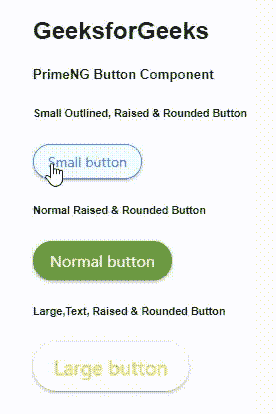 GeeksforGeeks
PrimeNG Button Component
Small Outlined, Raised & Rounded Button
Small button
Normal Raised & Rounded Button
Normal button
Large,Text, Raised & Rounded Button
Large button